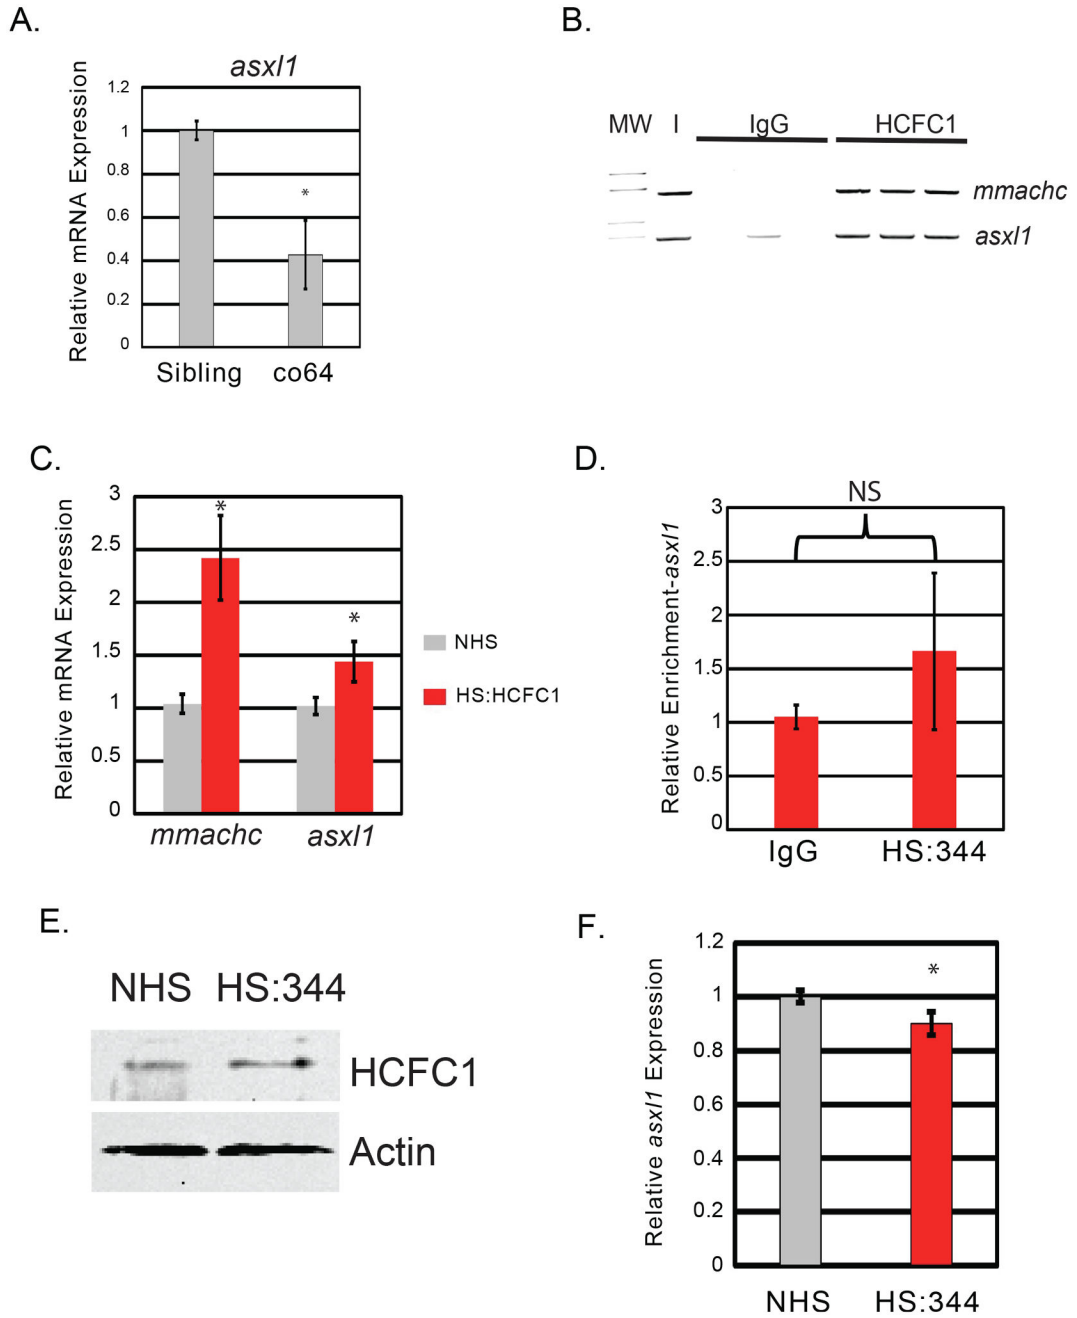 A.
asxl1
Relative mRNA Expression
1.2
1
0.8
0.6
0.4
0.2
0
*
Sibling co64
B.
MW I IgG HCFC1
mmachc
asxl1
C.
Relative mRNA Expression
3
2.5
2
1.5
1
0.5
0
*
*
mmachc asxl1
NHS
HS:HCFC1
D.
Relative Enrichment-asxl1
NS
3
2.5
2
1.5
1
0.5
0
IgG HS:344
E.
NHS HS:344
HCFC1
Actin
F.
Relative asxl1 Expression
1.2
1
0.8
0.6
0.4
0.2
0
*
NHS HS:344